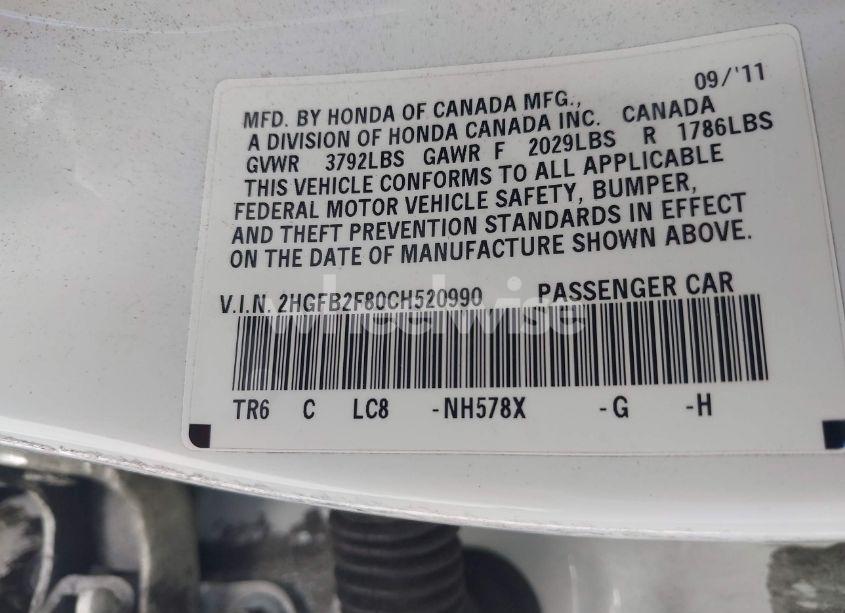 09/'11
MFD. BY HONDA OF CANADA MFG.,
A DIVISION OF HONDA CANADA INC. CANADA
GVWR 3792LBS GAWR F 2029LBS R 1786LBS
THIS VEHICLE CONFORMS TO ALL APPLICABLE
FEDERAL MOTOR VEHICLE SAFETY, BUMPER,
AND THEFT PREVENTION STANDARDS IN EFFECT
ON THE DATE OF MANUFACTURE SHOWN ABOVE.
V.I.N. 2HGFB2F80CH520990 PASSENGER CAR
wheelwise
TR6 C LC8 -NH578X -G -H